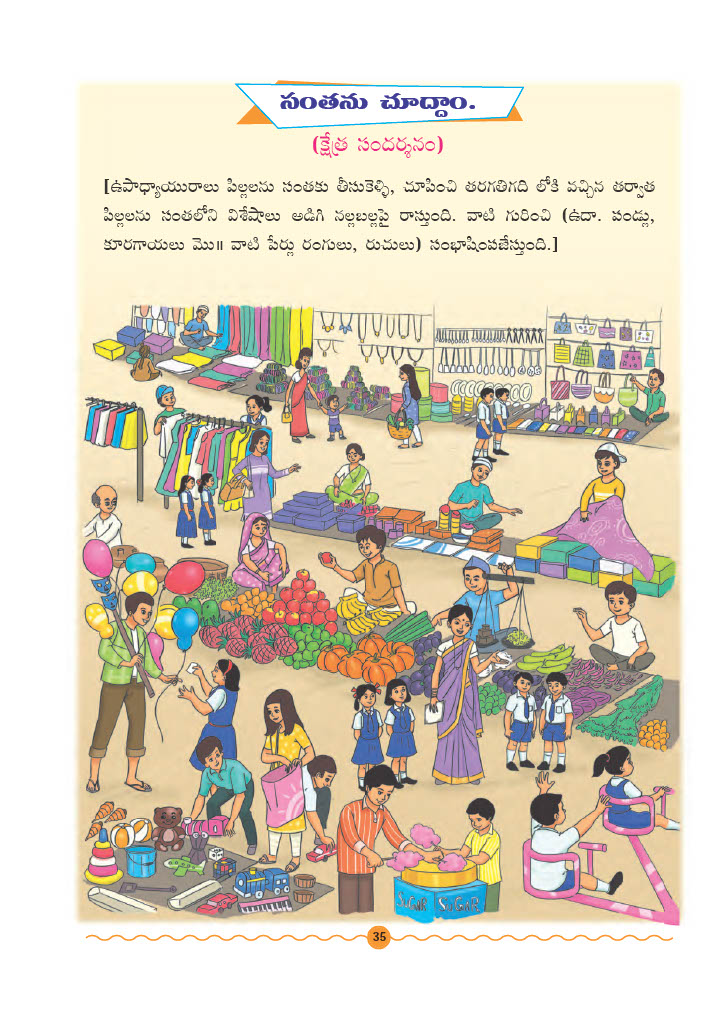 సంతను చూద్దాం.
(క్షేత్ర సందర్శనం)
[ఉపాధ్యాయురాలు పిల్లలను సంతకు తీసుకెళ్ళి, చూపించి తరగతిగది లోకి వచ్చిన తర్వాత
పిల్లలను సంతలోని విశేషాలు అడిగి నల్లబల్లపై రాస్తుంది. వాటి గురించి (ఉదా. పండ్లు,
కూరగాయలు మొ॥ వాటి పేర్లు రంగులు, రుచులు) సంభాషింపజేస్తుంది.]
SUGAR SUGAR
35